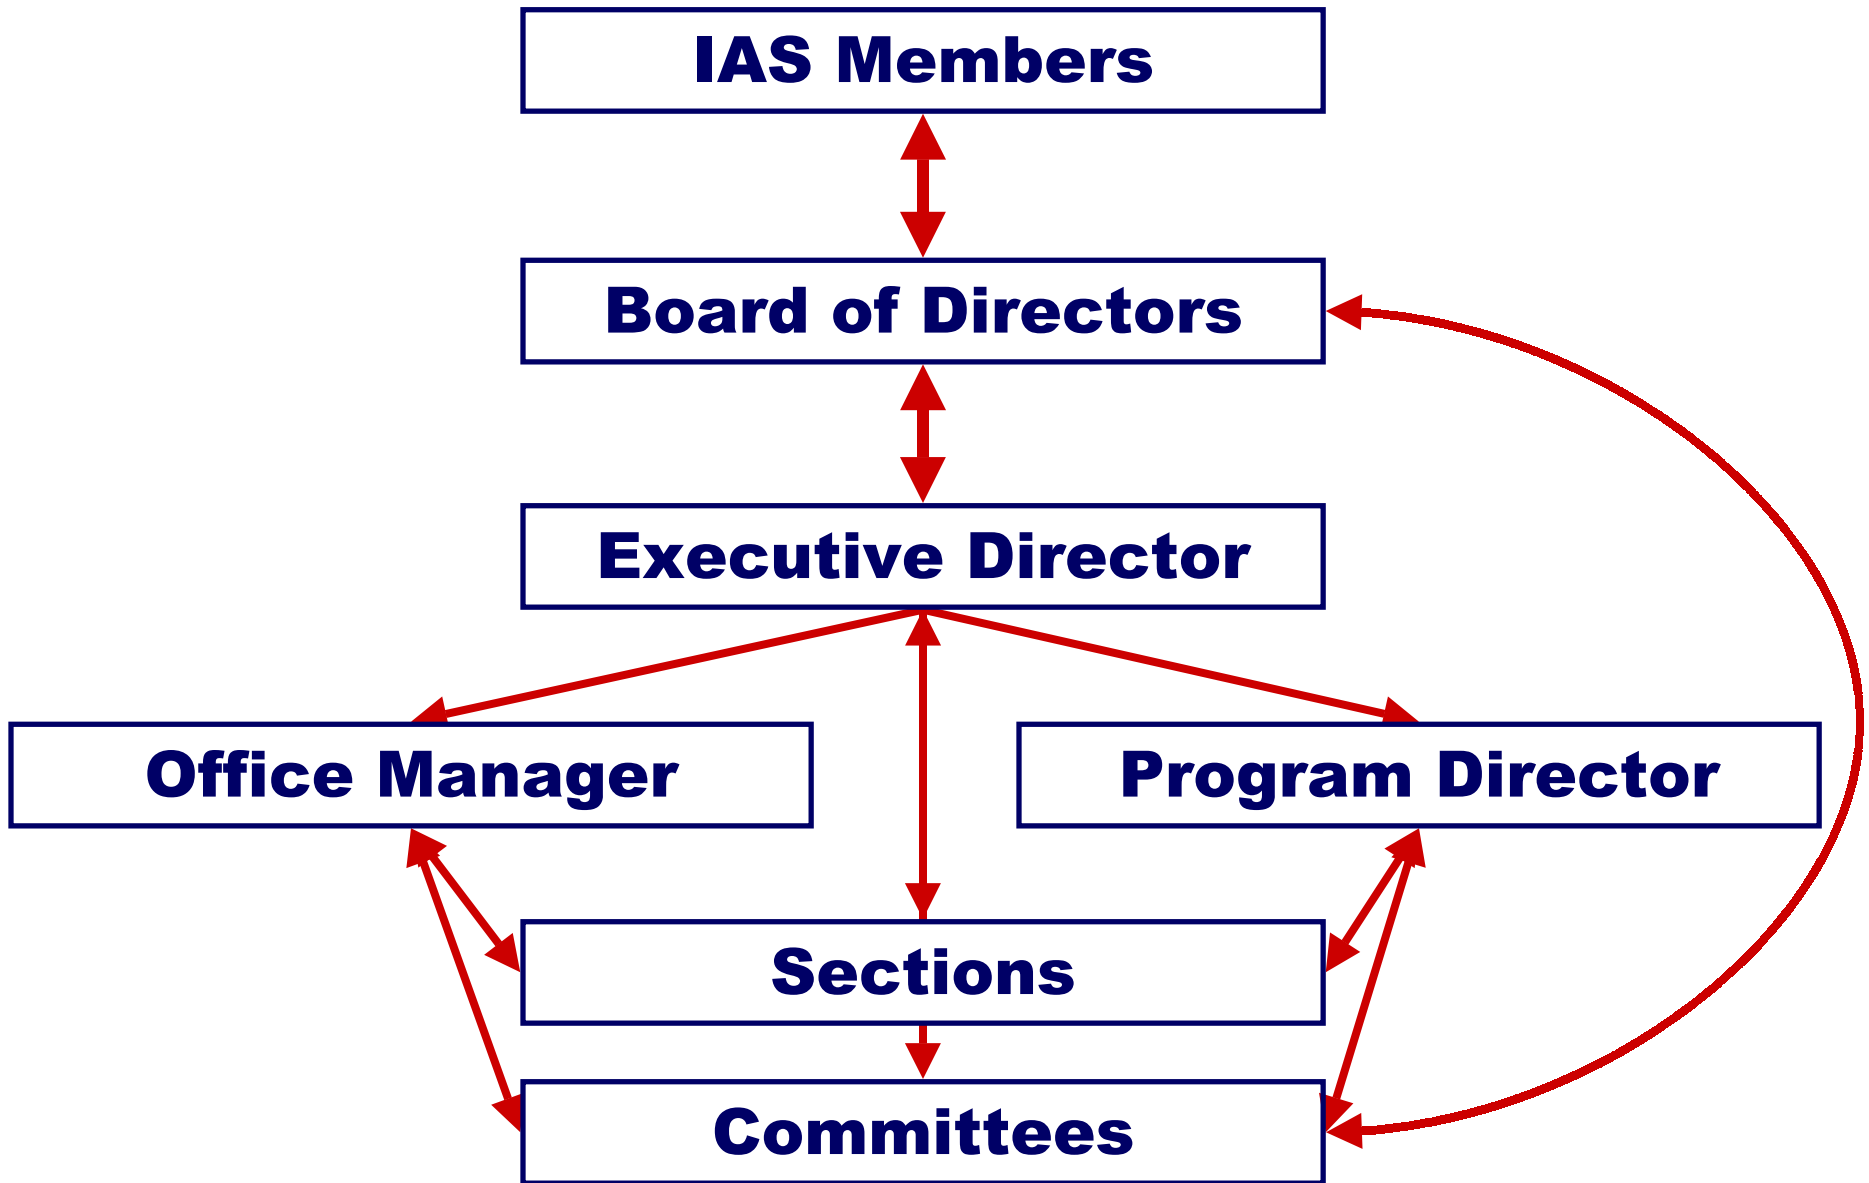 IAS Members
Board of Directors
Executive Director
Office Manager
Program Director
Sections
Committees